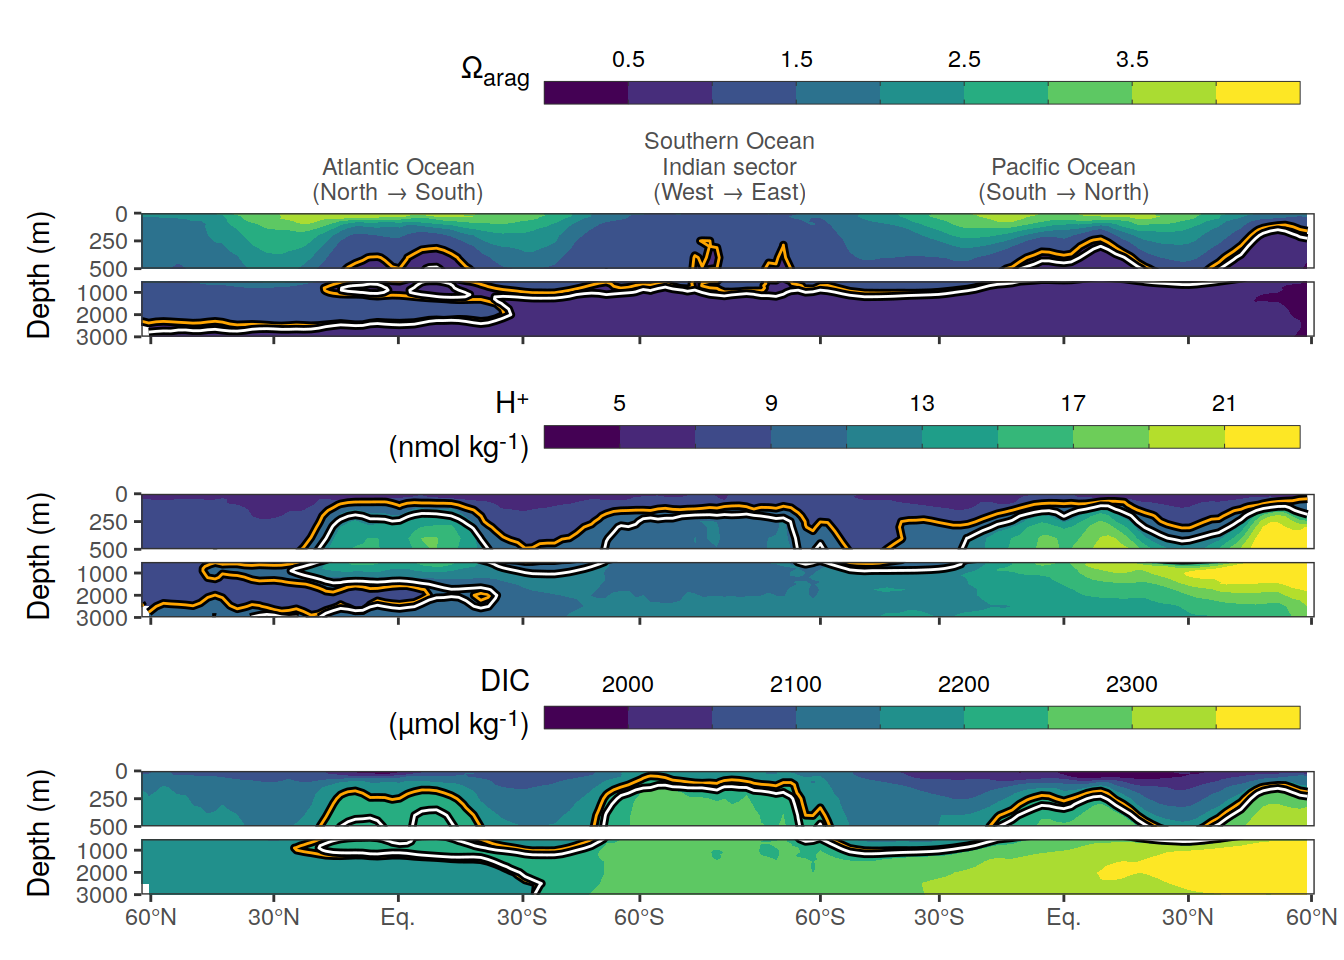 Ωarag
0.5 1.5 2.5 3.5
Southern Ocean
Atlantic Ocean Indian sector Pacific Ocean
(North → South) (West → East) (South → North)
Depth (m)
0
250
500
1000
2000
3000
H+
(nmol kg-1)
5 9 13 17 21
Depth (m)
0
250
500
1000
2000
3000
DIC
(µmol kg-1)
2000 2100 2200 2300
Depth (m)
0
250
500
1000
2000
3000
60°N 30°N Eq. 30°S 60°S 60°S 30°S Eq. 30°N 60°N